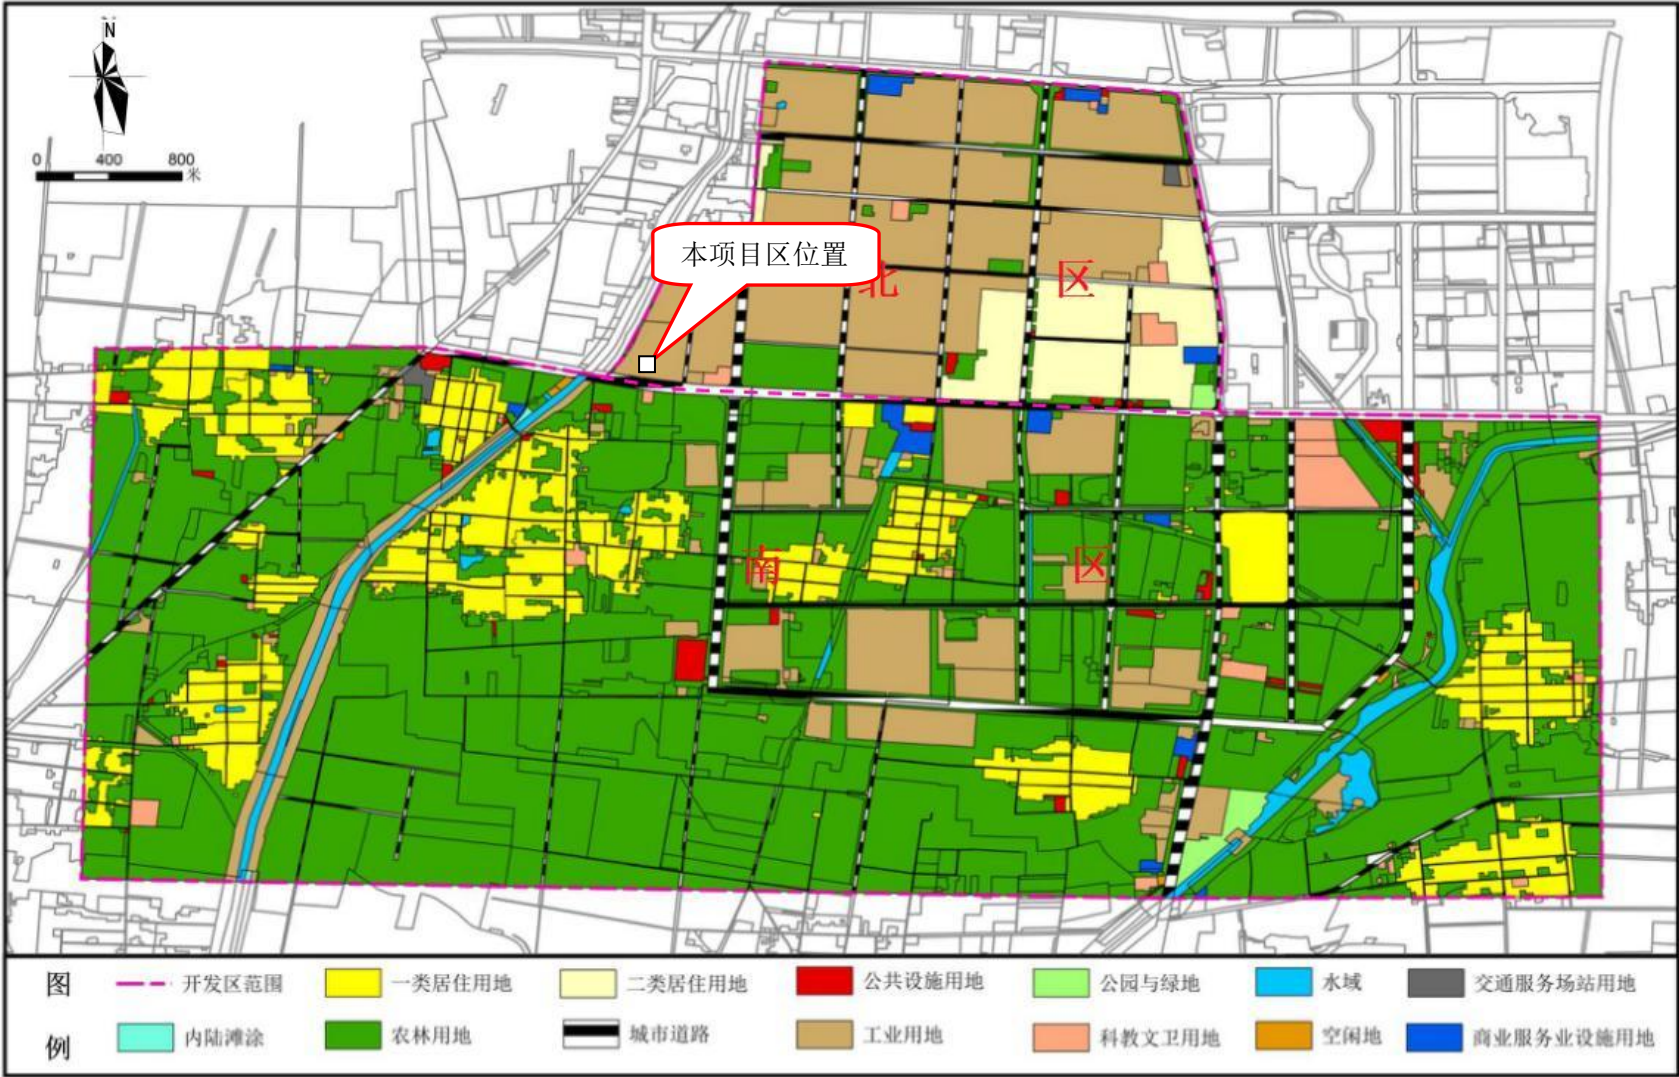 N
0 400 800
米
本项目区位置
北 区
南 区
图 开发区范围 一类居住用地 二类居住用地 公共设施用地 公园与绿地 水域 交通服务场站用地
例 内陆滩涂 农林用地 城市道路 工业用地 科教文卫用地 空闲地 商业服务业设施用地